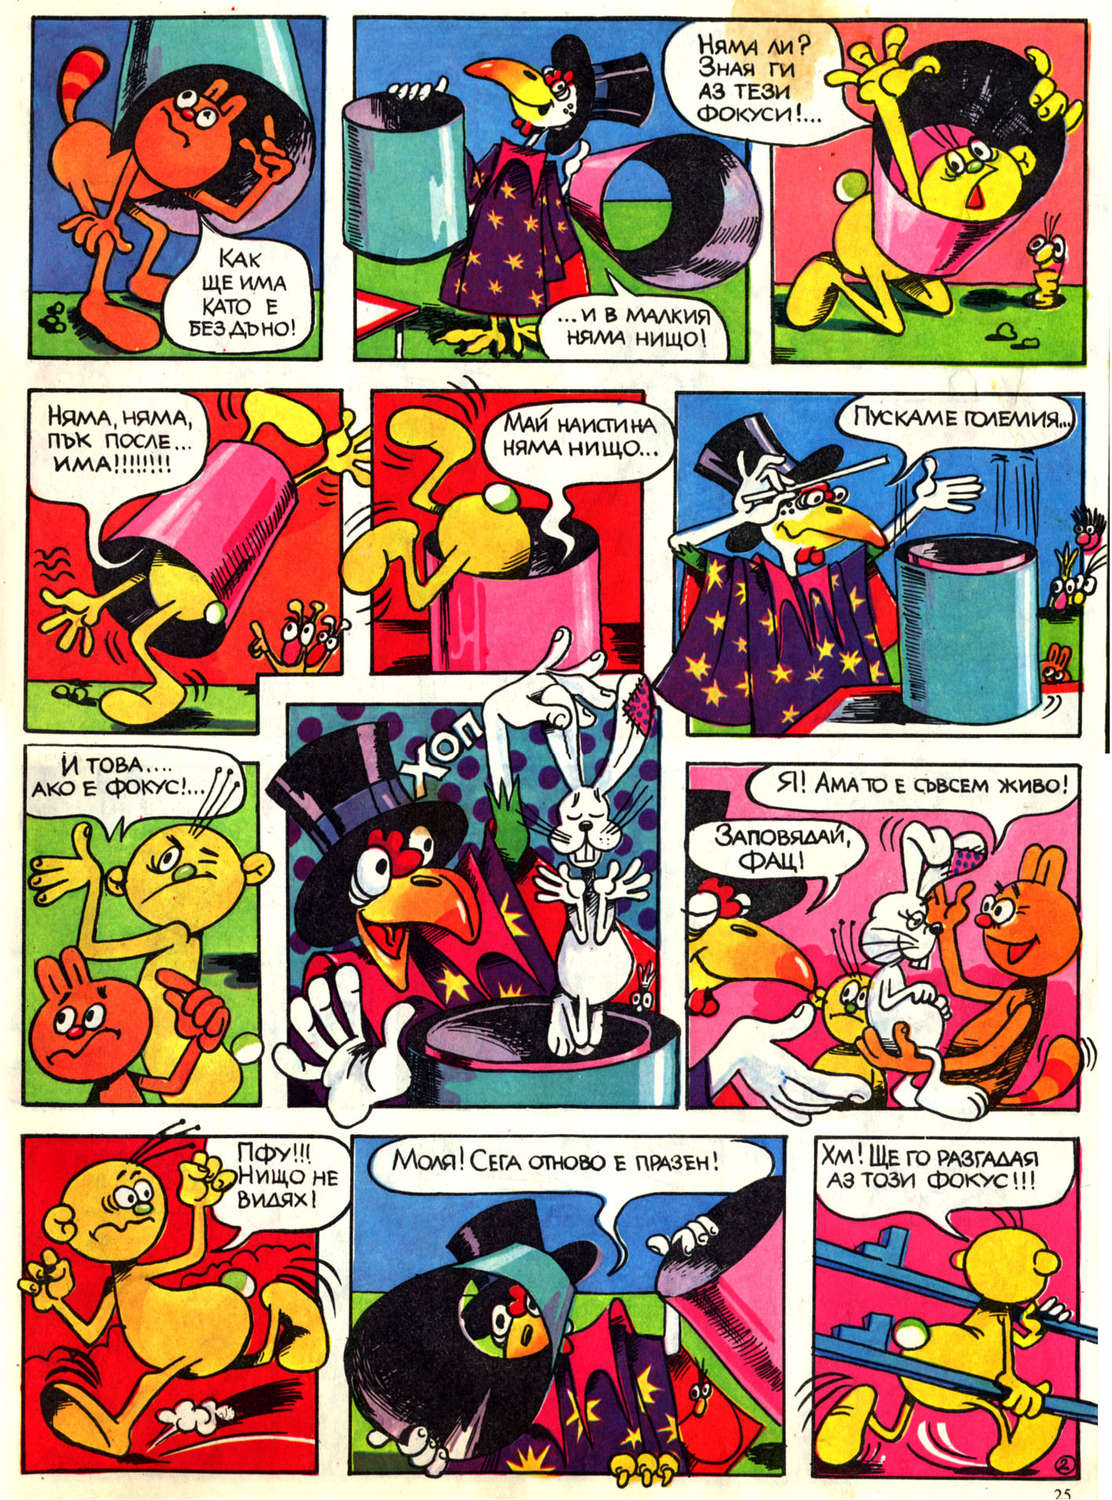 КАК
ЩЕ ИМА
КАТО Е
БЕЗ ДЪНО!
...И В МАЛКИЯ
НЯМА НИЩО!
НЯМА ЛИ?
ЗНАЯ ГИ
АЗ ТЕЗИ
ФОКУСИ!...
НЯМА, НЯМА,
ПЪК ПОСЛЕ...
ИМА!!!!!!!!
МАЙ НАИСТИНА
НЯМА НИЩО...
ПУСКАМЕ ГОЛЕМИЯ...
И ТОВА....
АКО Е ФОКУС!...
ХОП
Я! АМА ТО Е СЪВСЕМ ЖИВО!
ЗАПОВЯДАЙ,
ФАЦ!
ПФУ!!!
НИЩО НЕ
ВИДЯХ!
МОЛЯ! СЕГА ОТНОВО Е ПРАЗЕН!
ХМ! ЩЕ ГО РАЗГАДАЯ
АЗ ТОЗИ ФОКУС!!!
2
25